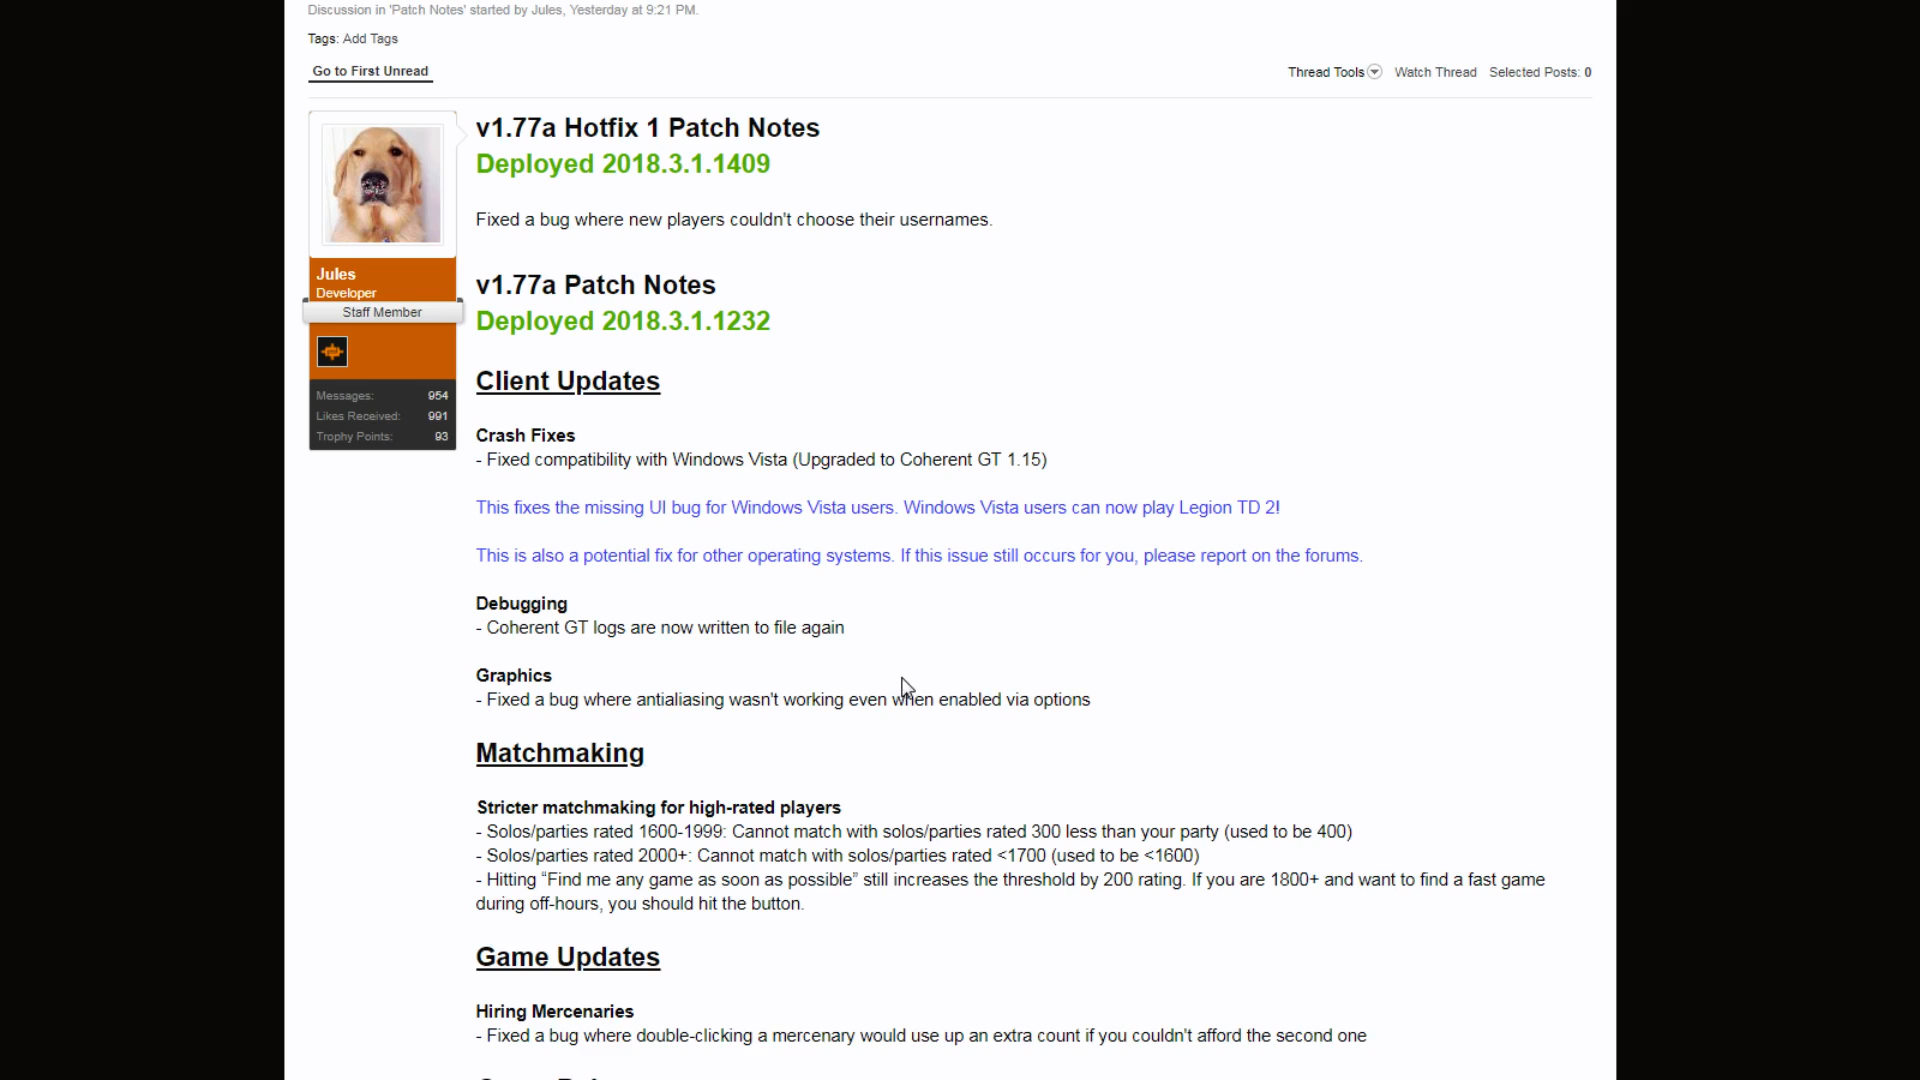 Discussion in 'Patch Notes' started by Jules, Yesterday at 9:21 PM.
Tags: Add Tags
Go to First Unread
Thread Tools Watch Thread Selected Posts: 0
Jules
Developer
Staff Member
Messages: 954
Likes Received: 991
Trophy Points: 93
v1.77a Hotfix 1 Patch Notes
Deployed 2018.3.1.1409
Fixed a bug where new players couldn't choose their usernames.
v1.77a Patch Notes
Deployed 2018.3.1.1232
Client Updates
Crash Fixes
- Fixed compatibility with Windows Vista (Upgraded to Coherent GT 1.15)
This fixes the missing UI bug for Windows Vista users. Windows Vista users can now play Legion TD 2!
This is also a potential fix for other operating systems. If this issue still occurs for you, please report on the forums.
Debugging
- Coherent GT logs are now written to file again
Graphics
- Fixed a bug where antialiasing wasn't working even when enabled via options
Matchmaking
Stricter matchmaking for high-rated players
- Solos/parties rated 1600-1999: Cannot match with solos/parties rated 300 less than your party (used to be 400)
- Solos/parties rated 2000+: Cannot match with solos/parties rated <1700 (used to be <1600)
- Hitting “Find me any game as soon as possible” still increases the threshold by 200 rating. If you are 1800+ and want to find a fast game
during off-hours, you should hit the button.
Game Updates
Hiring Mercenaries
- Fixed a bug where double-clicking a mercenary would use up an extra count if you couldn't afford the second one